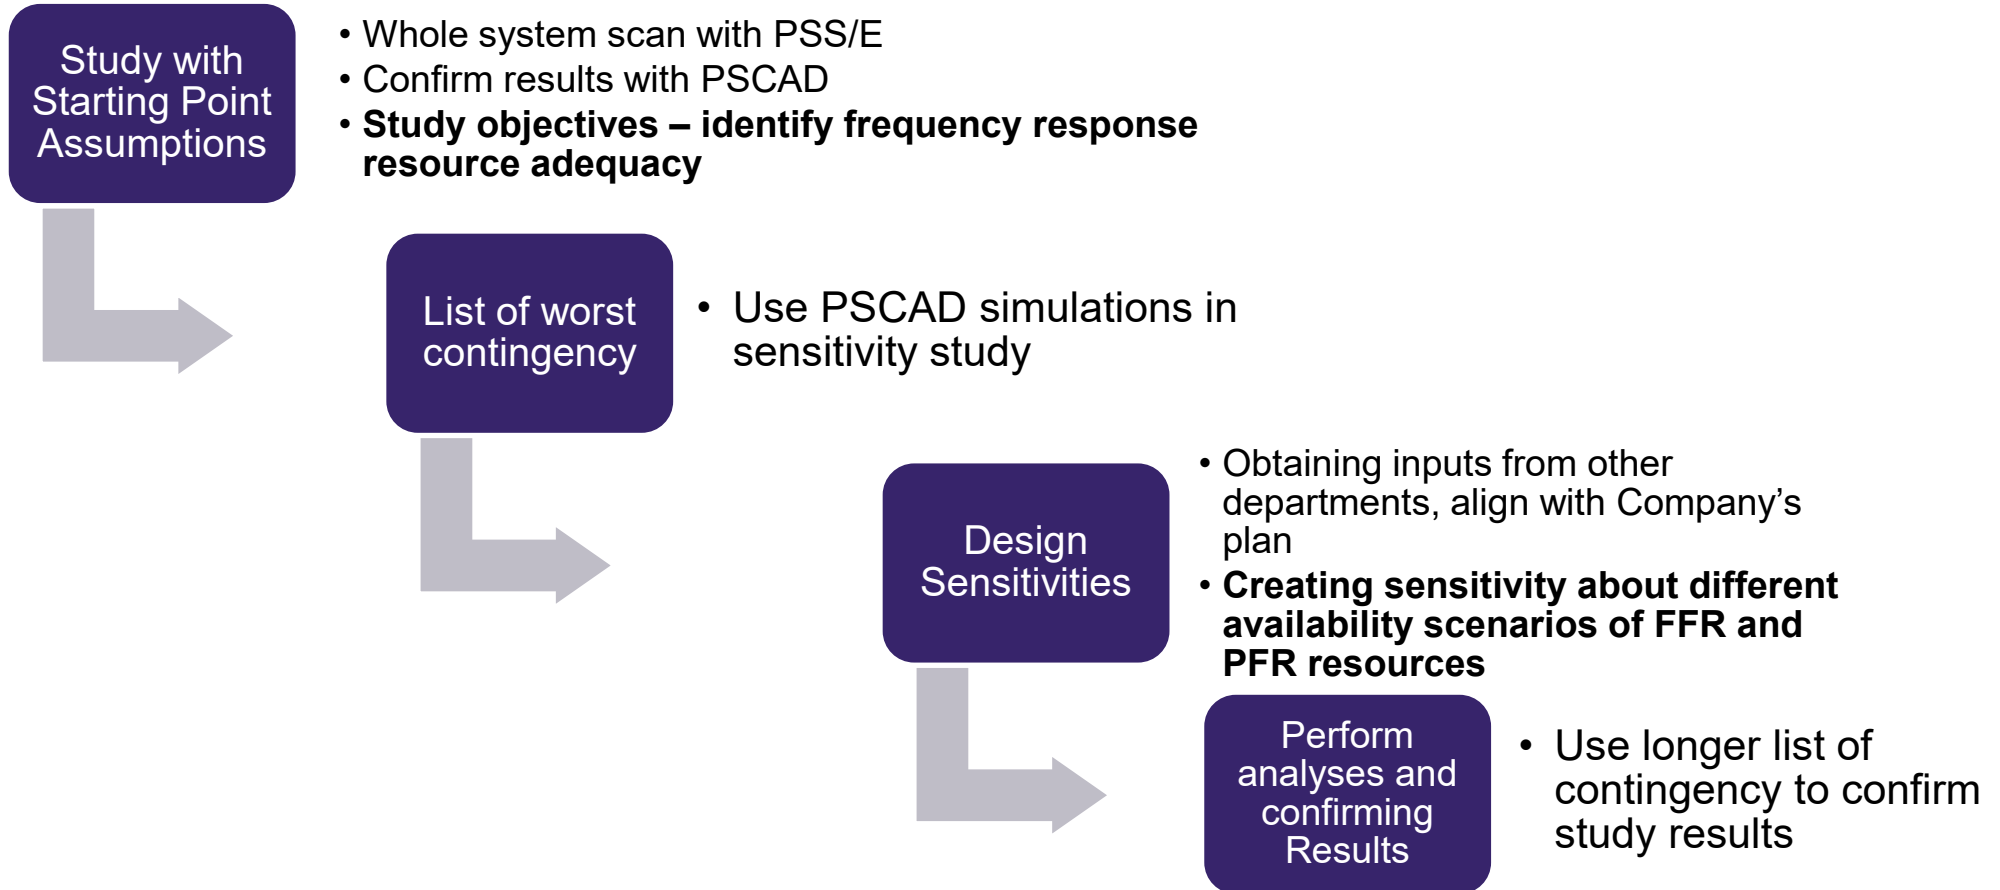 Study with
Starting Point
Assumptions
• Whole system scan with PSS/E
• Confirm results with PSCAD
• Study objectives – identify frequency response
resource adequacy
List of worst
contingency
• Use PSCAD simulations in
sensitivity study
Design
Sensitivities
• Obtaining inputs from other
departments, align with Company’s
plan
• Creating sensitivity about different
availability scenarios of FFR and
PFR resources
Perform
analyses and
confirming
Results
• Use longer list of
contingency to confirm
study results